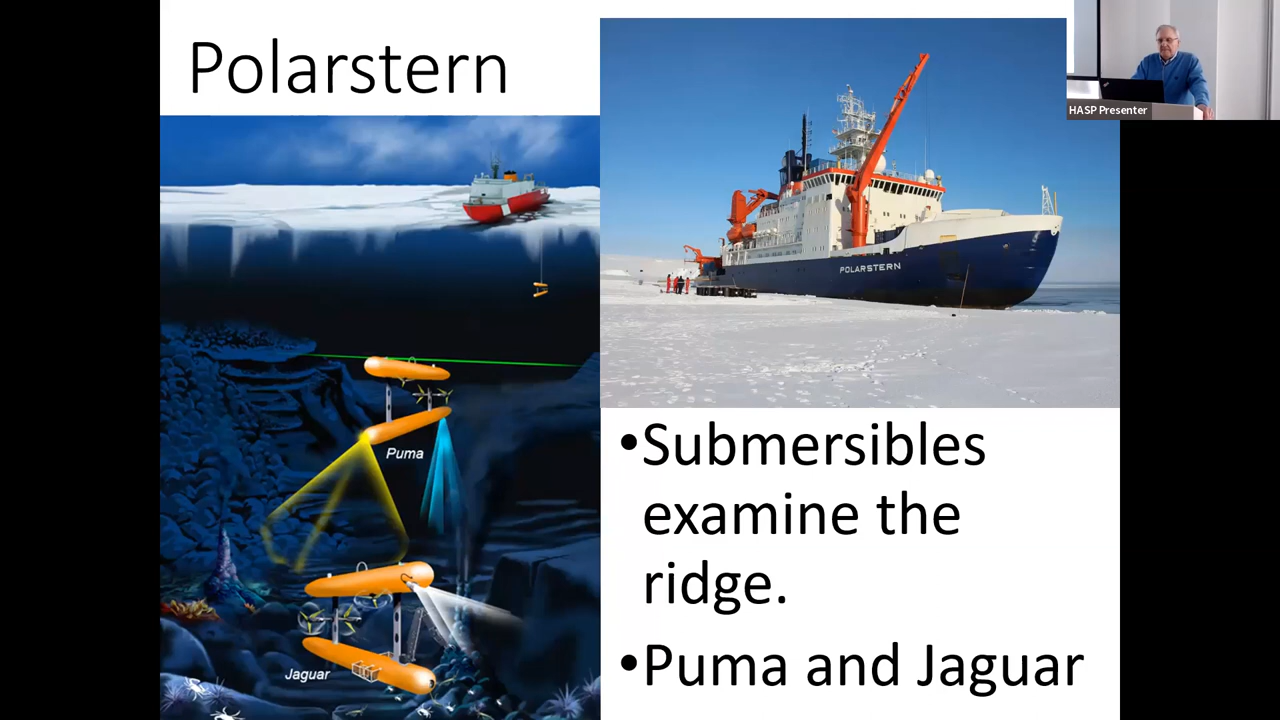 Polarstern
HASP Presenter
POLARSTERN
Puma
Jaguar
•Submersibles
examine the
ridge.
•Puma and Jaguar